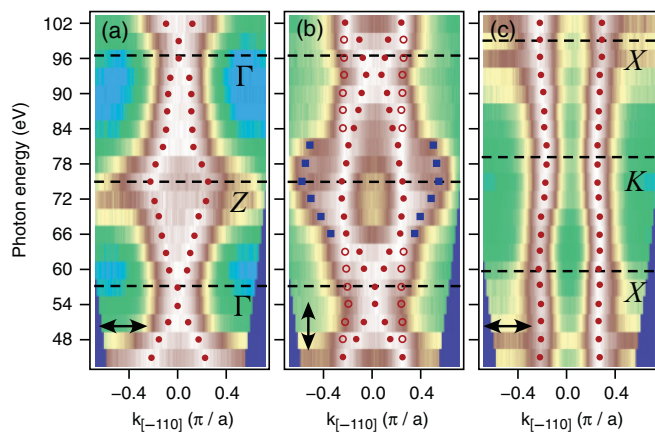 (a) (b) (c)
Photon energy (eV)
102
96
90
84
78
72
66
60
54
48
Γ
Z
Γ
X
K
X
−0.4 0.0 0.4
−0.4 0.0 0.4
−0.4 0.0 0.4
k[−110] (π / a)
k[−110] (π / a)
k[−110] (π / a)